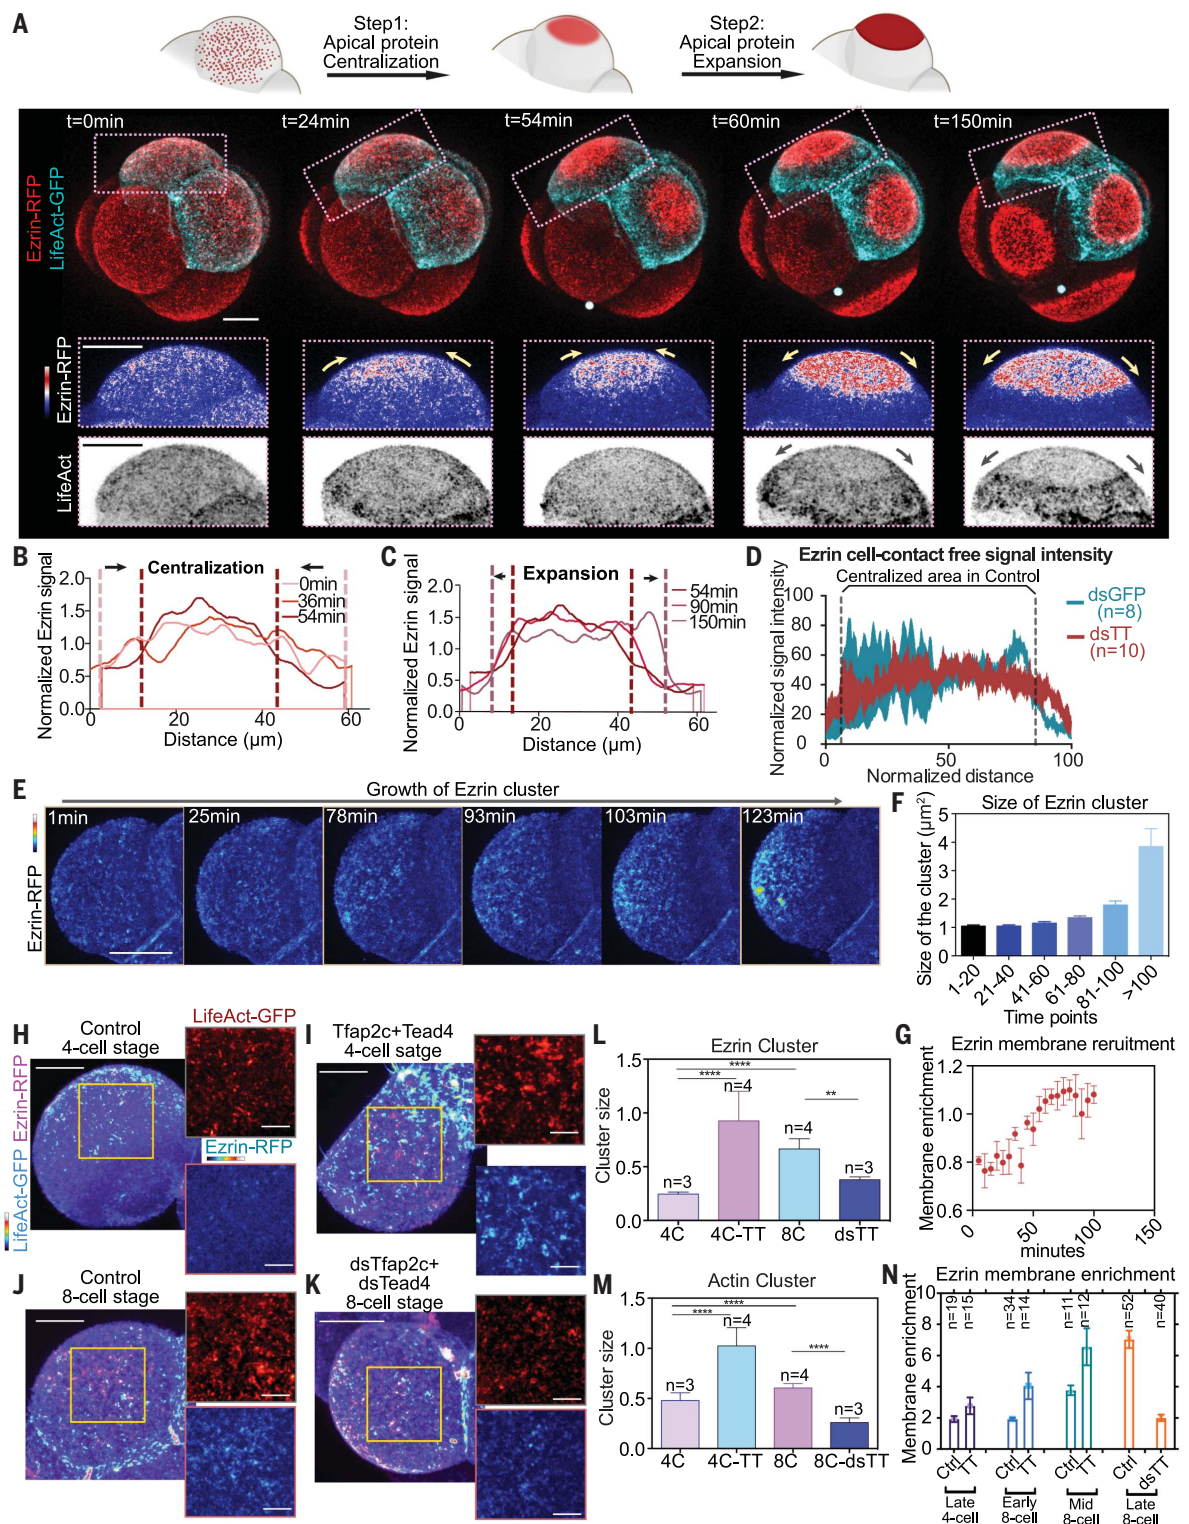 A
Step1:
Apical protein
Centralization
Step2:
Apical protein
Expansion
Ezrin-RFP
LifeAct-GFP
t=0min
t=24min
t=54min
t=60min
t=150min
Ezrin-RFP
LifeAct
B
Normalized Ezrin signal
2.0
1.5
1.0
0.5
0.0
Centralization
0min
36min
54min
0
20
40
60
Distance (µm)
C
Normalized Ezrin signal
2.0
1.5
1.0
0.5
0.0
Expansion
54min
90min
150min
0
20
40
60
Distance (µm)
D
Ezrin cell-contact free signal intensity
Centralized area in Control
Normalized signal intensity
100
80
60
40
20
0
dsGFP
(n=8)
dsTT
(n=10)
0
50
100
Normalized distance
E
Growth of Ezrin cluster
Ezrin-RFP
1min
25min
78min
93min
103min
123min
F
Size of Ezrin cluster
Size of the cluster (µm²)
5
4
3
2
1
0
1-20
21-40
41-60
61-80
81-100
>100
Time points
G
Ezrin membrane reruitment
Membrane enrichment
1.2
1.0
0.8
0.6
0
50
100
150
minutes
H
Control
4-cell stage
LifeAct-GFP
Ezrin-RFP
LifeAct-GFP Ezrin-RFP
I
Tfap2c+Tead4
4-cell satge
J
Control
8-cell stage
K
dsTfap2c+
dsTead4
8-cell stage
L
Ezrin Cluster
Cluster size
1.5
1.0
0.5
0.0
****
****
**
n=3
n=4
n=4
n=3
4C
4C-TT
8C
dsTT
M
Actin Cluster
Cluster size
1.5
1.0
0.5
0.0
****
****
****
n=3
n=4
n=4
n=3
4C
4C-TT
8C
8C-dsTT
N
Ezrin membrane enrichment
Membrane enrichment
10
8
6
4
2
0
n=19
n=15
n=34
n=14
n=11
n=12
n=52
n=40
Ctrl
TT
Ctrl
TT
Ctrl
TT
Ctrl
dsTT
Late
4-cell
Early
8-cell
Mid
8-cell
Late
8-cell